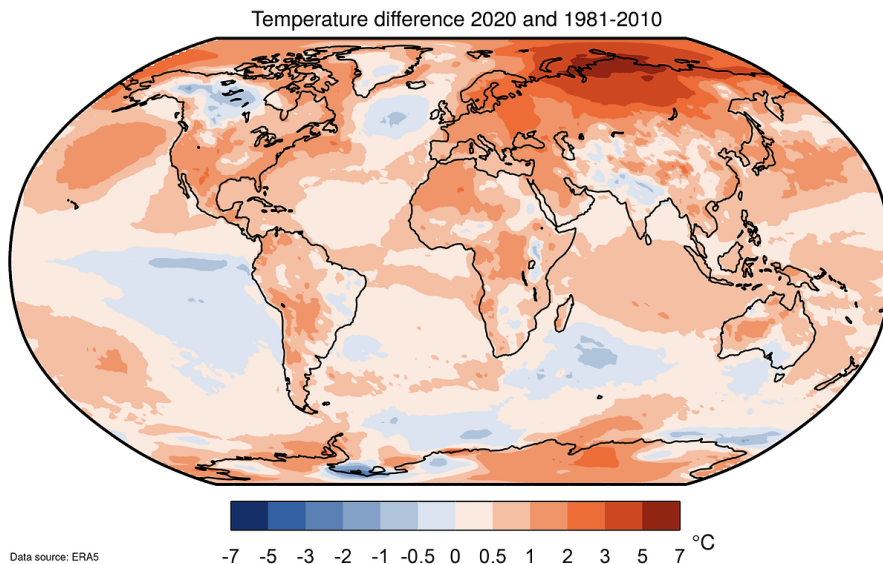 Temperature difference 2020 and 1981-2010
°C
-7 -5 -3 -2 -1 -0.5 0 0.5 1 2 3 5 7
Data source: ERA5